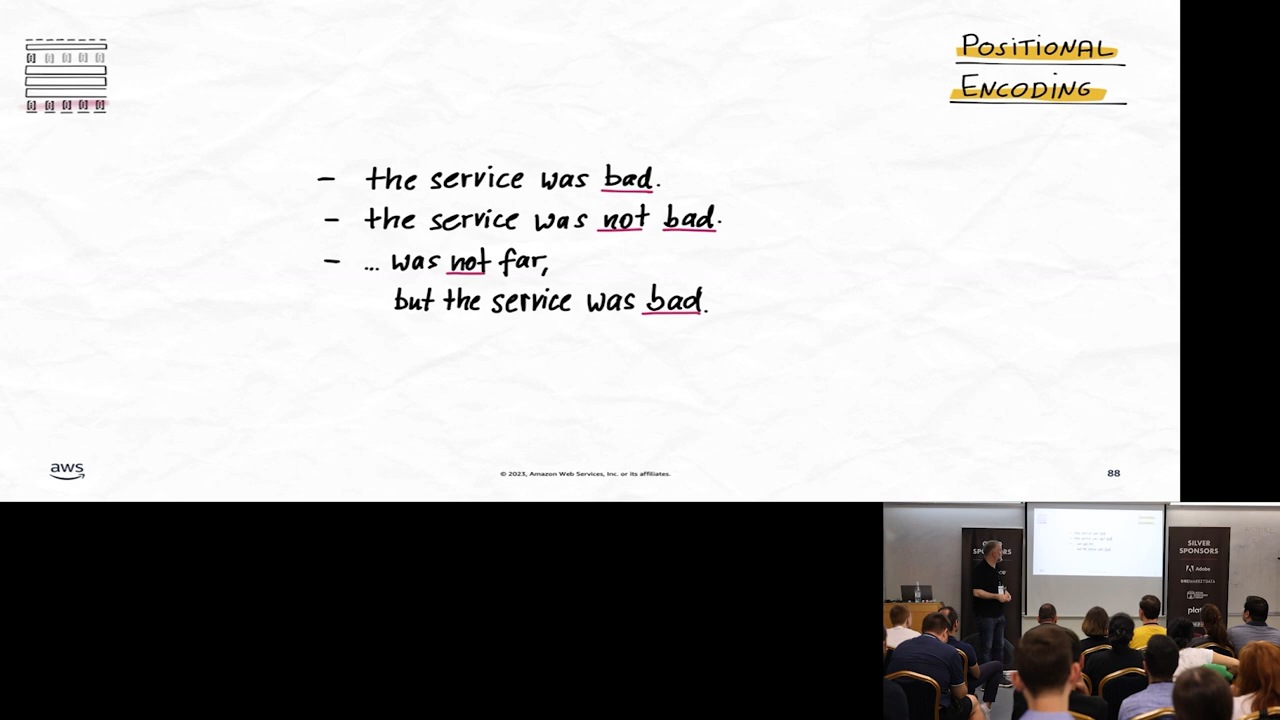 POSITIONAL
ENCODING
- the service was bad.
- the service was not bad.
- ... was not far,
but the service was bad.
aws
© 2023, Amazon Web Services, Inc. or its affiliates.
88
SILVER
SPONSORS
Adobe